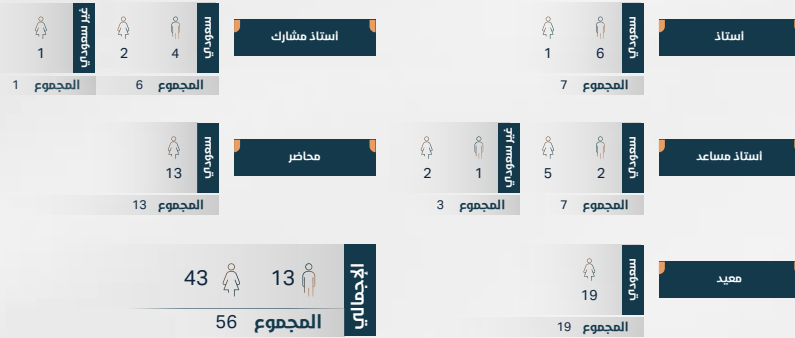 استاذ
سعودي
6
1
المجموع 7
استاذ مشارك
سعودي
4
2
المجموع 6
غير سعودي
1
المجموع 1
استاذ مساعد
سعودي
2
5
المجموع 7
غير سعودي
1
2
المجموع 3
محاضر
سعودي
13
المجموع 13
معيد
سعودي
19
المجموع 19
الإجمالي
13
43
المجموع 56